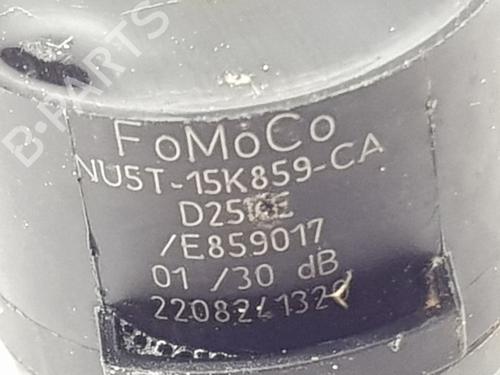 B-PARTS
FoMoCo
NU5T-15K859-CA
/E859017
01 /30 dB